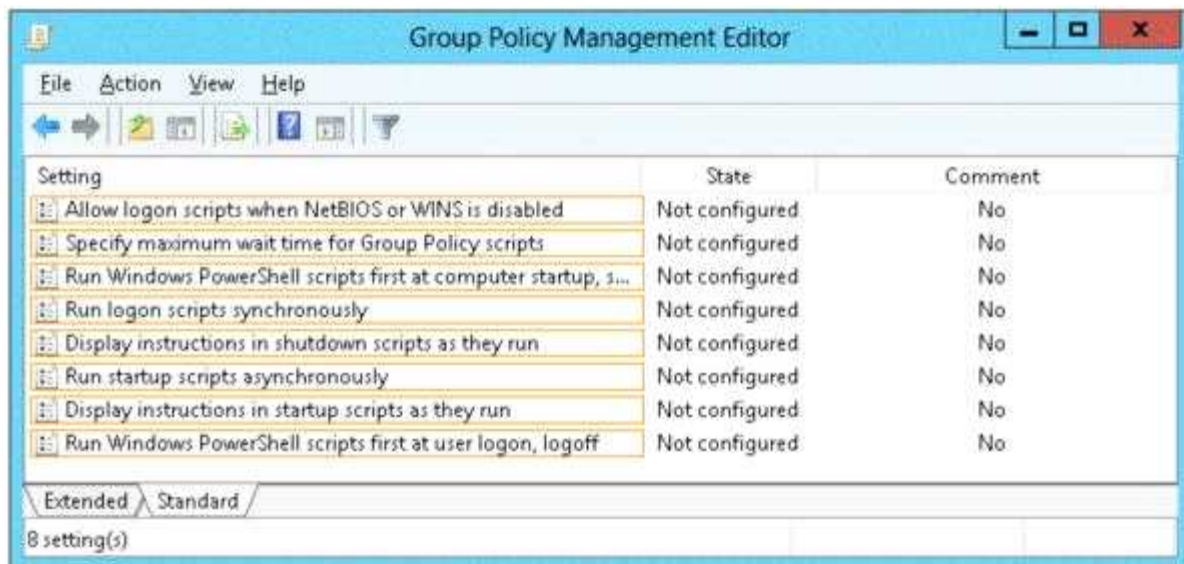 Group Policy Management Editor
File Action View Help
Setting State Comment
Allow logon scripts when NetBIOS or WINS is disabled Not configured No
Specify maximum wait time for Group Policy scripts Not configured No
Run Windows PowerShell scripts first at computer startup, s... Not configured No
Run logon scripts synchronously Not configured No
Display instructions in shutdown scripts as they run Not configured No
Run startup scripts asynchronously Not configured No
Display instructions in startup scripts as they run Not configured No
Run Windows PowerShell scripts first at user logon, logoff Not configured No
Extended Standard
8 setting(s)